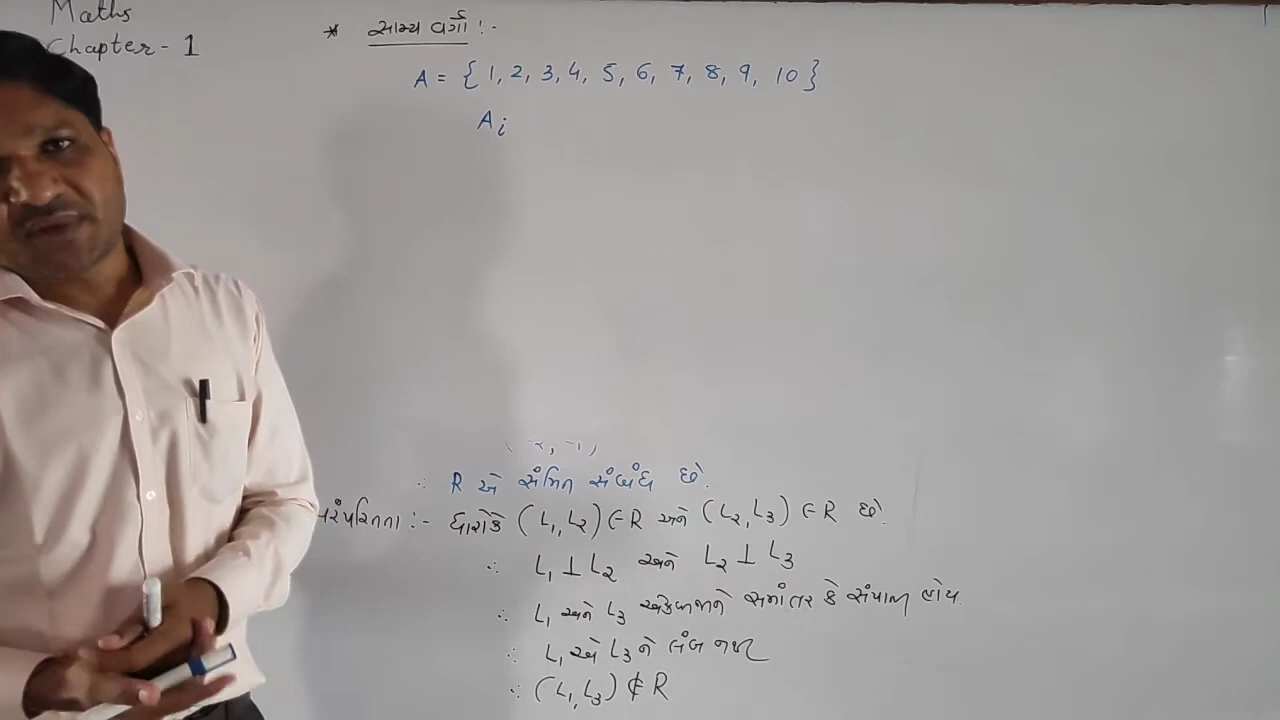 Maths
Chapter - 1
* સામ્ય વર્ગો :-
A = { 1, 2, 3, 4, 5, 6, 7, 8, 9, 10 }
Aᵢ
∴ R એ સંમિત સંબંધ છે.
પરંપરિતતા :- ધારોકે (L₁, L₂) ∈ R અને (L₂, L₃) ∈ R છે.
∴ L₁ ⊥ L₂ અને L₂ ⊥ L₃
∴ L₁ અને L₃ એકબીજાને સમાંતર કે સંપાતી હોય.
∴ L₁ એ L₃ ને લંબ નથી
∴ (L₁, L₃) ∉ R